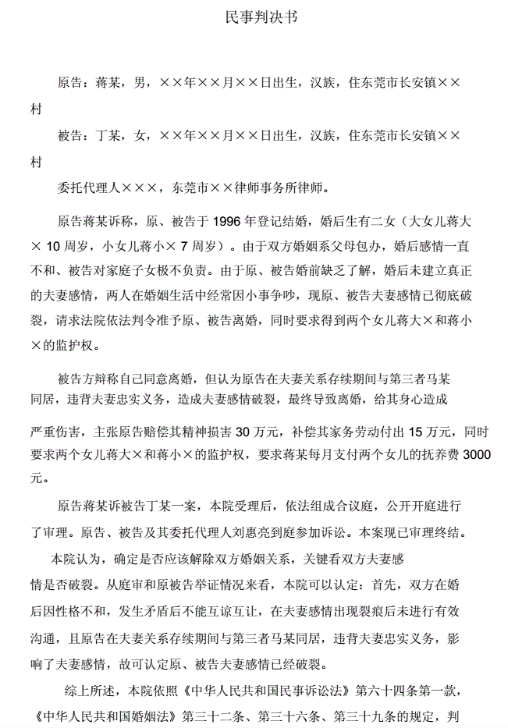 民事判决书
原告：蒋某，男，××年××月××日出生，汉族，住东莞市长安镇××
村
被告：丁某，女，××年××月××日出生，汉族，住东莞市长安镇××
村
委托代理人×××，东莞市××律师事务所律师。
原告蒋某诉称，原、被告于 1996 年登记结婚，婚后生有二女（大女儿蒋大
× 10 周岁，小女儿蒋小× 7 周岁）。由于双方婚姻系父母包办，婚后感情一直
不和、被告对家庭子女极不负责。由于原、被告婚前缺乏了解，婚后未建立真正
的夫妻感情，两人在婚姻生活中经常因小事争吵，现原、被告夫妻感情已彻底破
裂，请求法院依法判令准予原、被告离婚，同时要求得到两个女儿蒋大×和蒋小
×的监护权。
被告方辩称自己同意离婚，但认为原告在夫妻关系存续期间与第三者马某
同居，违背夫妻忠实义务，造成夫妻感情破裂，最终导致离婚，给其身心造成
严重伤害，主张原告赔偿其精神损害 30 万元，补偿其家务劳动付出 15 万元，同时
要求两个女儿蒋大×和蒋小×的监护权，要求蒋某每月支付两个女儿的抚养费 3000
元。
原告蒋某诉被告丁某一案，本院受理后，依法组成合议庭，公开开庭进行
了审理。原告、被告及其委托代理人刘惠亮到庭参加诉讼。本案现已审理终结。
本院认为，确定是否应该解除双方婚姻关系，关键看双方夫妻感
情是否破裂。从庭审和原被告举证情况来看，本院可以认定：首先，双方在婚
后因性格不和，发生矛盾后不能互谅互让，在夫妻感情出现裂痕后未进行有效
沟通，且原告在夫妻关系存续期间与第三者马某同居，违背夫妻忠实义务，影
响了夫妻感情，故可认定原、被告夫妻感情已经破裂。
综上所述，本院依照《中华人民共和国民事诉讼法》第六十四条第一款，
《中华人民共和国婚姻法》第三十二条、第三十六条、第三十九条的规定，判